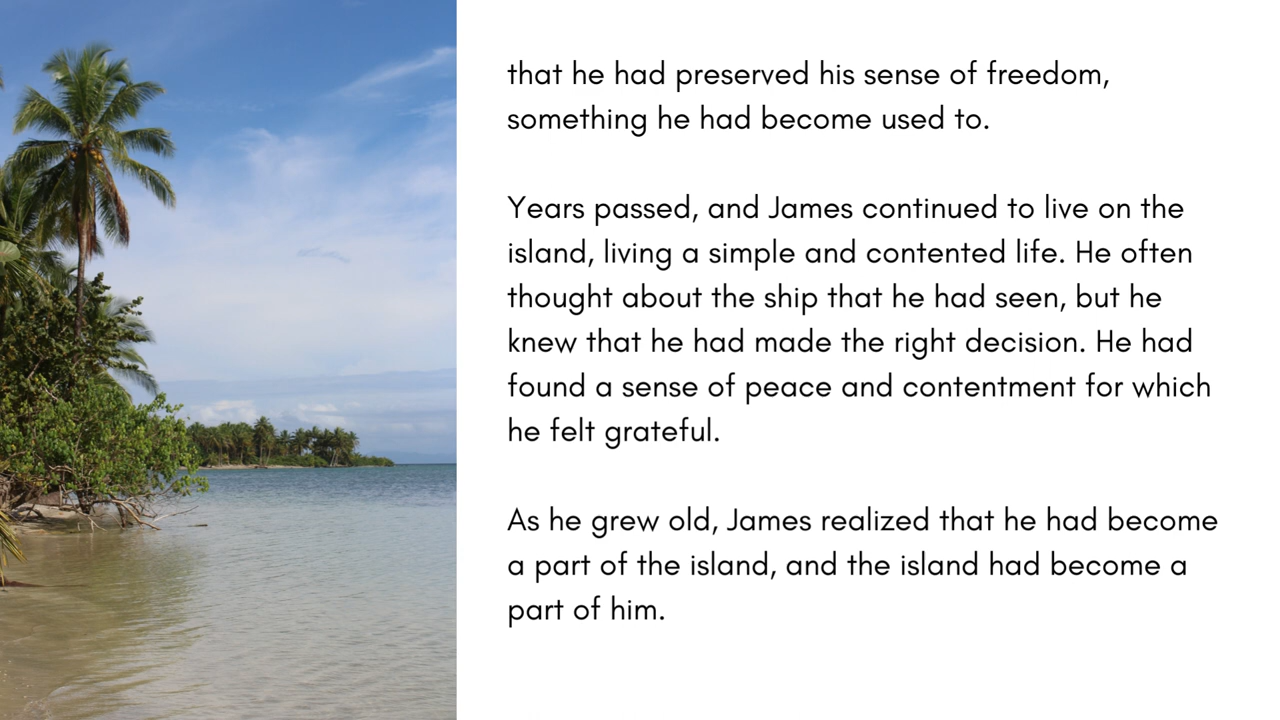 that he had preserved his sense of freedom,
something he had become used to.
Years passed, and James continued to live on the
island, living a simple and contented life. He often
thought about the ship that he had seen, but he
knew that he had made the right decision. He had
found a sense of peace and contentment for which
he felt grateful.
As he grew old, James realized that he had become
a part of the island, and the island had become a
part of him.